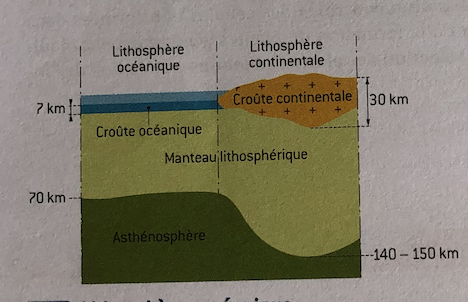 Lithosphère
océanique
Lithosphère
continentale
7 km
Croûte continentale
30 km
Croûte océanique
Manteau lithosphérique
70 km
Asthénosphère
140 – 150 km